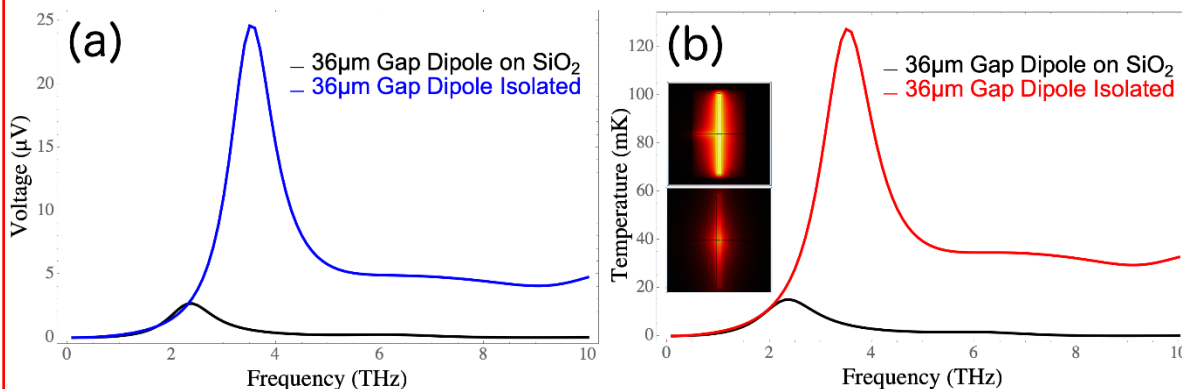 (a)
36μm Gap Dipole on SiO₂
36μm Gap Dipole Isolated
Voltage (μV)
25
20
15
10
5
0
0
2
4
6
8
10
Frequency (THz)
(b)
36μm Gap Dipole on SiO₂
36μm Gap Dipole Isolated
Temperature (mK)
120
100
80
60
40
20
0
0
2
4
6
8
10
Frequency (THz)